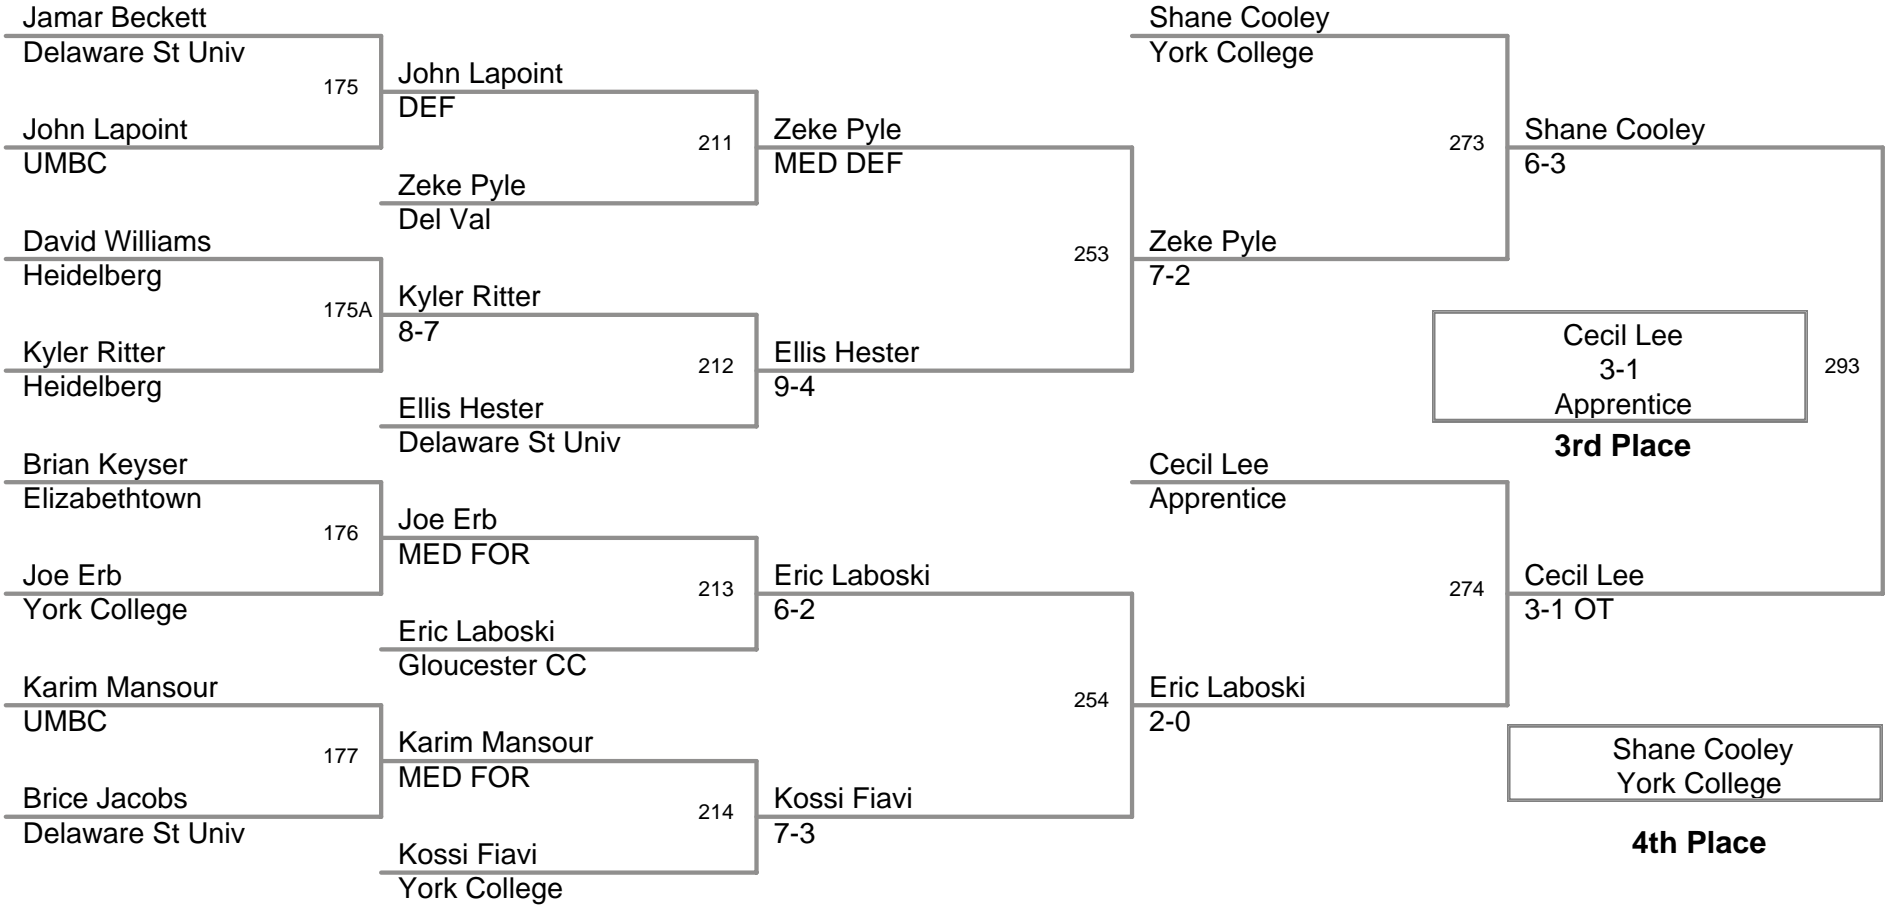 Jamar Beckett
Delaware St Univ
175
John Lapoint
UMBC
David Williams
Heidelberg
175A
Kyler Ritter
Heidelberg
Brian Keyser
Elizabethtown
176
Joe Erb
York College
Karim Mansour
UMBC
177
Brice Jacobs
Delaware St Univ
John Lapoint
DEF
211
Zeke Pyle
Del Val
Kyler Ritter
8-7
212
Ellis Hester
Delaware St Univ
Joe Erb
MED FOR
213
Eric Laboski
Gloucester CC
Karim Mansour
MED FOR
214
Kossi Fiavi
York College
Zeke Pyle
MED DEF
253
Ellis Hester
9-4
Eric Laboski
6-2
254
Kossi Fiavi
7-3
Shane Cooley
York College
273
Zeke Pyle
7-2
Cecil Lee
Apprentice
274
Eric Laboski
2-0
Shane Cooley
6-3
293
Cecil Lee
3-1 OT
Cecil Lee
3-1
Apprentice
3rd Place
Shane Cooley
York College
4th Place